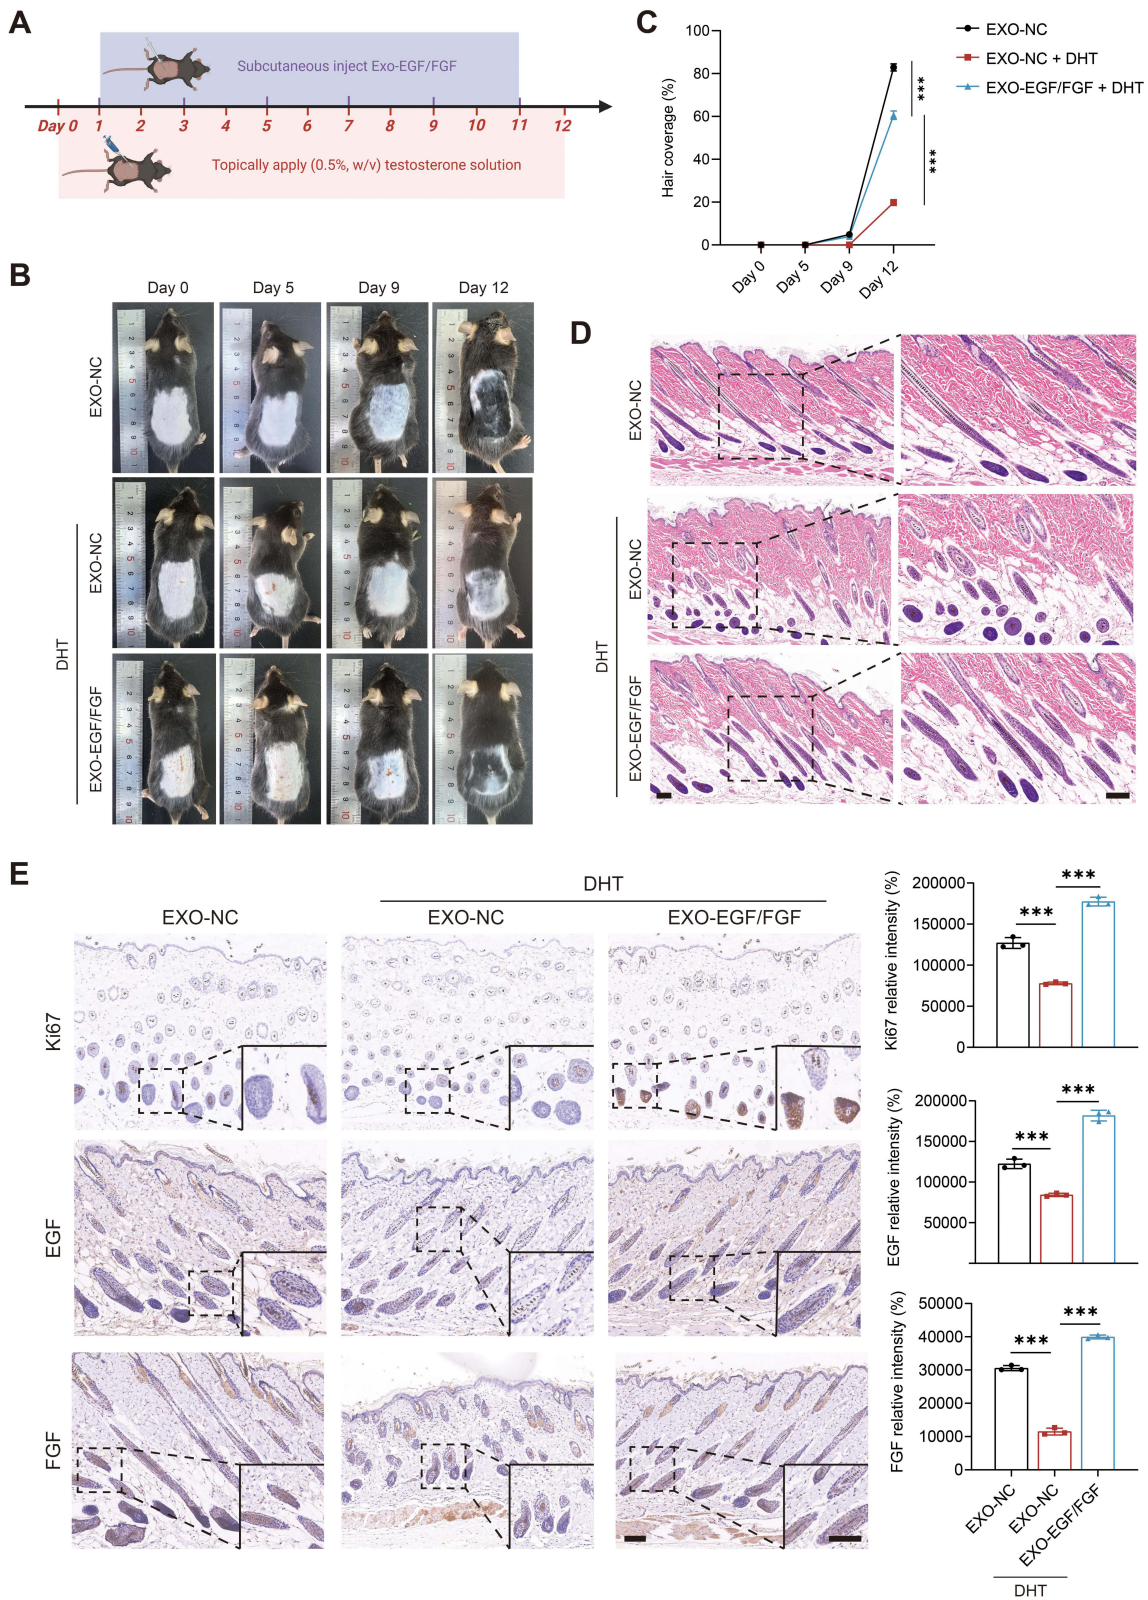 A
Subcutaneous inject Exo-EGF/FGF
Day 0 1 2 3 4 5 6 7 8 9 10 11 12
Topically apply (0.5%, w/v) testosterone solution
B
Day 0 Day 5 Day 9 Day 12
EXO-NC
EXO-NC
EXO-EGF/FGF
DHT
C
Hair coverage (%)
100
80
60
40
20
0
Day 0 Day 5 Day 9 Day 12
EXO-NC
EXO-NC + DHT
EXO-EGF/FGF + DHT
***
***
D
EXO-NC
EXO-NC
EXO-EGF/FGF
DHT
E
DHT
EXO-NC EXO-NC EXO-EGF/FGF
Ki67
EGF
FGF
Ki67 relative intensity (%)
200000
150000
100000
50000
0
*** ***
EGF relative intensity (%)
200000
150000
100000
50000
*** ***
FGF relative intensity (%)
50000
40000
30000
20000
10000
0
*** ***
EXO-NC EXO-NC EXO-EGF/FGF
DHT